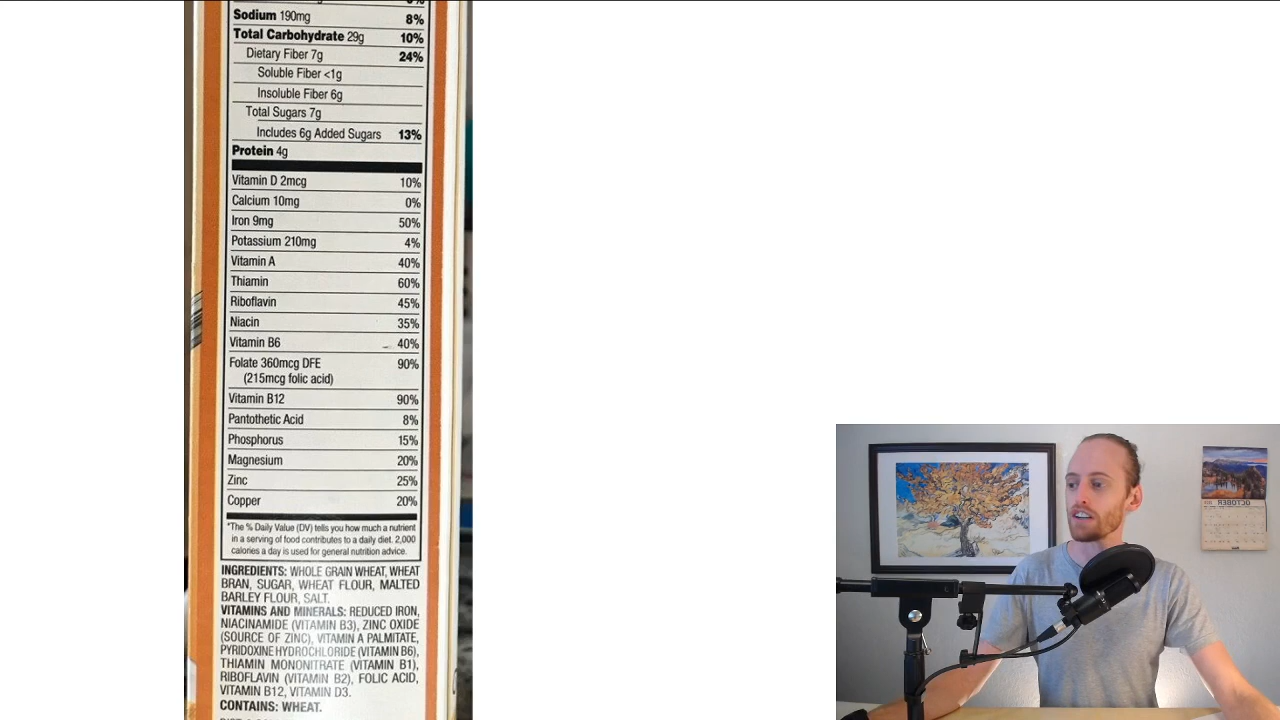 Sodium 190mg 8%
Total Carbohydrate 29g 10%
Dietary Fiber 7g 24%
Soluble Fiber <1g
Insoluble Fiber 6g
Total Sugars 7g
Includes 6g Added Sugars 13%
Protein 4g
Vitamin D 2mcg 10%
Calcium 10mg 0%
Iron 9mg 50%
Potassium 210mg 4%
Vitamin A 40%
Thiamin 60%
Riboflavin 45%
Niacin 35%
Vitamin B6 40%
Folate 360mcg DFE 90%
(215mcg folic acid)
Vitamin B12 90%
Pantothetic Acid 8%
Phosphorus 15%
Magnesium 20%
Zinc 25%
Copper 20%
*The % Daily Value (DV) tells you how much a nutrient
in a serving of food contributes to a daily diet. 2,000
calories a day is used for general nutrition advice.
INGREDIENTS: WHOLE GRAIN WHEAT, WHEAT
BRAN, SUGAR, WHEAT FLOUR, MALTED
BARLEY FLOUR, SALT.
VITAMINS AND MINERALS: REDUCED IRON,
NIACINAMIDE (VITAMIN B3), ZINC OXIDE
(SOURCE OF ZINC), VITAMIN A PALMITATE,
PYRIDOXINE HYDROCHLORIDE (VITAMIN B6),
THIAMIN MONONITRATE (VITAMIN B1),
RIBOFLAVIN (VITAMIN B2), FOLIC ACID,
VITAMIN B12, VITAMIN D3.
CONTAINS: WHEAT.
OCTOBER